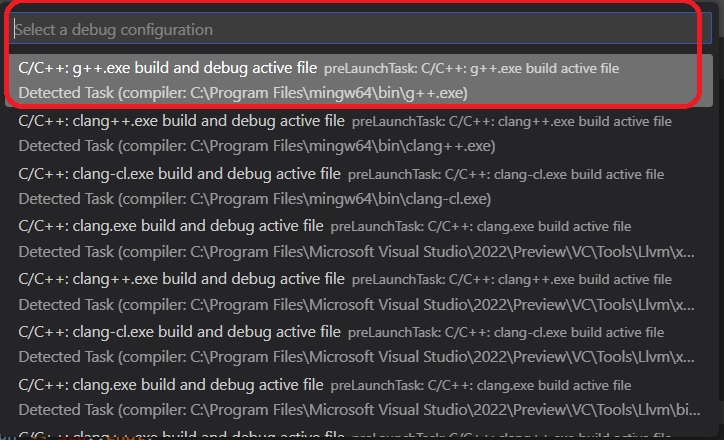 Select a debug configuration
C/C++: g++.exe build and debug active file preLaunchTask: C/C++: g++.exe build active file
Detected Task (compiler: C:\Program Files\mingw64\bin\g++.exe)
C/C++: clang++.exe build and debug active file preLaunchTask: C/C++: clang++.exe build active file
Detected Task (compiler: C:\Program Files\mingw64\bin\clang++.exe)
C/C++: clang-cl.exe build and debug active file preLaunchTask: C/C++: clang-cl.exe build active file
Detected Task (compiler: C:\Program Files\mingw64\bin\clang-cl.exe)
C/C++: clang.exe build and debug active file preLaunchTask: C/C++: clang.exe build active file
Detected Task (compiler: C:\Program Files\Microsoft Visual Studio\2022\Preview\VC\Tools\Llvm\x...
C/C++: clang++.exe build and debug active file preLaunchTask: C/C++: clang++.exe build active file
Detected Task (compiler: C:\Program Files\Microsoft Visual Studio\2022\Preview\VC\Tools\Llvm\x...
C/C++: clang-cl.exe build and debug active file preLaunchTask: C/C++: clang-cl.exe build active file
Detected Task (compiler: C:\Program Files\Microsoft Visual Studio\2022\Preview\VC\Tools\Llvm\x...
C/C++: clang.exe build and debug active file preLaunchTask: C/C++: clang.exe build active file
Detected Task (compiler: C:\Program Files\Microsoft Visual Studio\2022\Preview\VC\Tools\Llvm\bi...